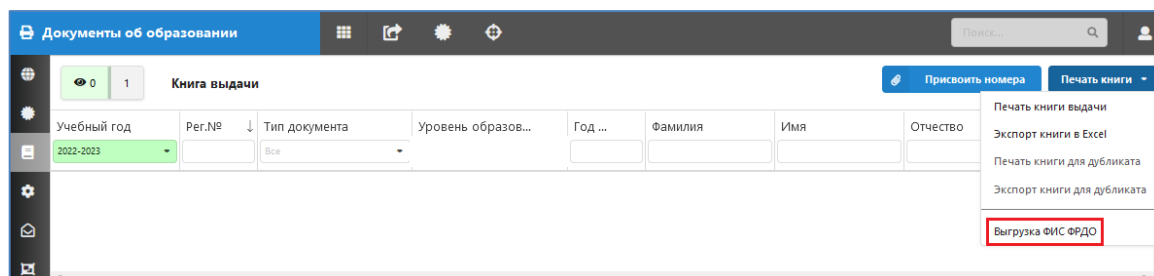 Документы об образовании
Поиск...
0 1 Книга выдачи Присвоить номера Печать книги
Печать книги выдачи
Экспорт книги в Excel
Печать книги для дубликата
Экспорт книги для дубликата
Выгрузка ФИС ФРДО
Учебный год Рег.№ ↓ Тип документа Уровень образов... Год ... Фамилия Имя Отчество
2022-2023 Все